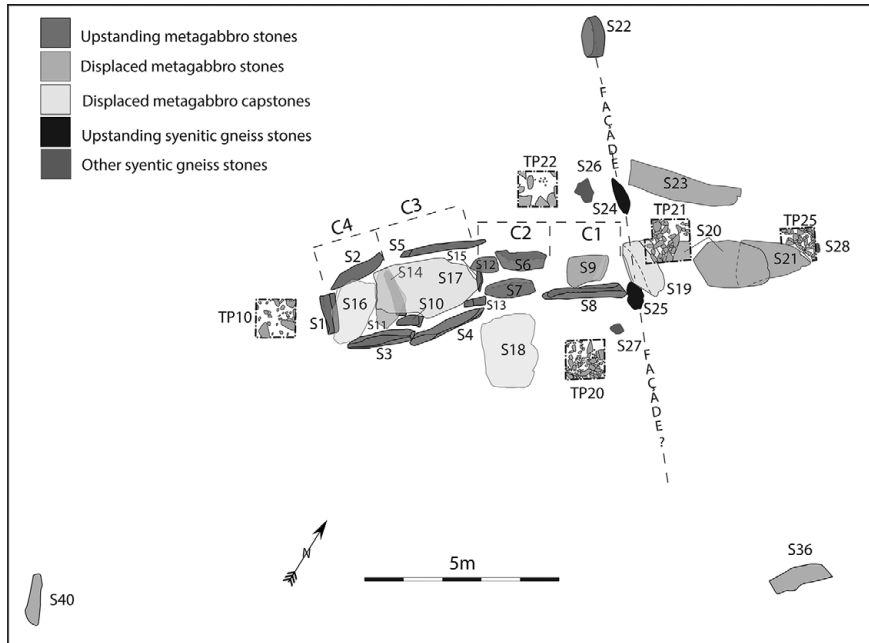 Upstanding metagabbro stones
Displaced metagabbro stones
Displaced metagabbro capstones
Upstanding syenitic gneiss stones
Other syentic gneiss stones
S22
FAÇADE
TP22
S26
S23
S24
TP21
S20
TP25
S28
S21
C4
C3
C2
C1
S2
S5
S15
S12
S6
S9
S14
S17
S7
S8
S19
S16
S10
S13
S25
TP10
S1
S11
S3
S4
S18
S27
TP20
FAÇADE?
N
5m
S36
S40